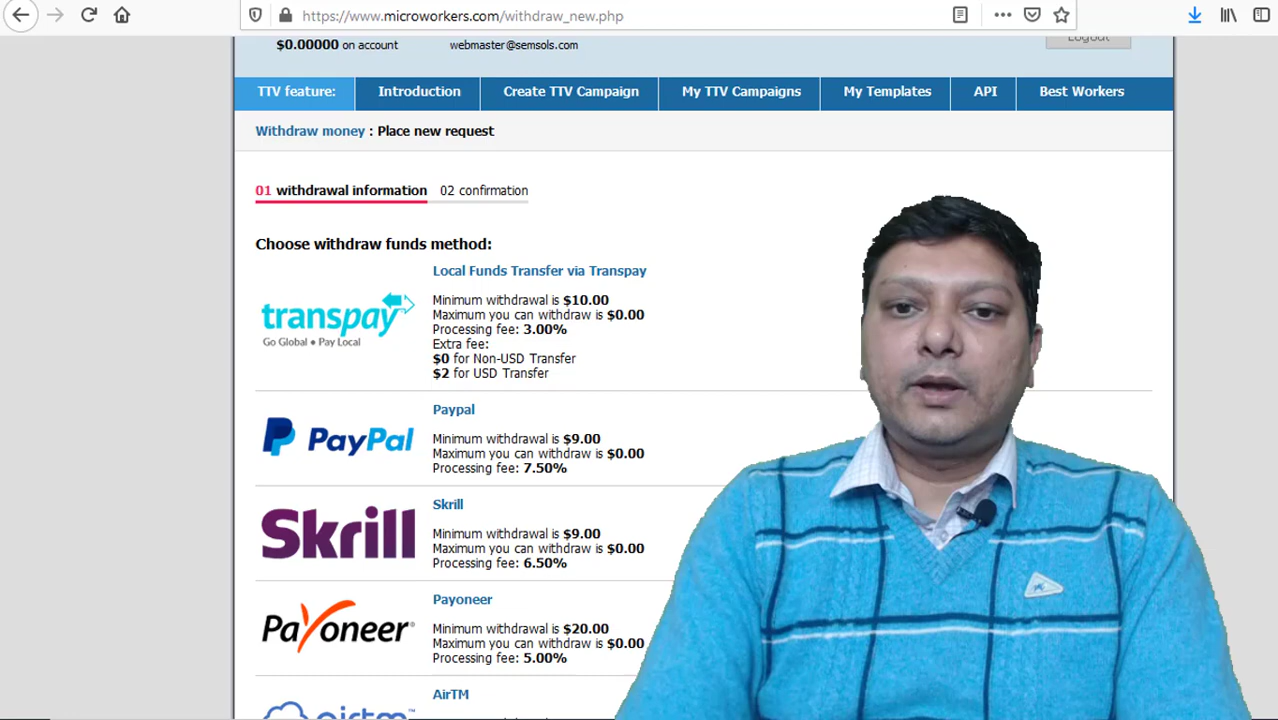 https://www.microworkers.com/withdraw_new.php
$0.00000 on account webmaster@semsols.com
Logout
TTV feature: Introduction Create TTV Campaign My TTV Campaigns My Templates API Best Workers
Withdraw money : Place new request
01 withdrawal information 02 confirmation
Choose withdraw funds method:
Local Funds Transfer via Transpay
transpay
Go Global • Pay Local
Minimum withdrawal is $10.00
Maximum you can withdraw is $0.00
Processing fee: 3.00%
Extra fee:
$0 for Non-USD Transfer
$2 for USD Transfer
Paypal
PayPal
Minimum withdrawal is $9.00
Maximum you can withdraw is $0.00
Processing fee: 7.50%
Skrill
Skrill
Minimum withdrawal is $9.00
Maximum you can withdraw is $0.00
Processing fee: 6.50%
Payoneer
Payoneer
Minimum withdrawal is $20.00
Maximum you can withdraw is $0.00
Processing fee: 5.00%
AirTM
airtm™